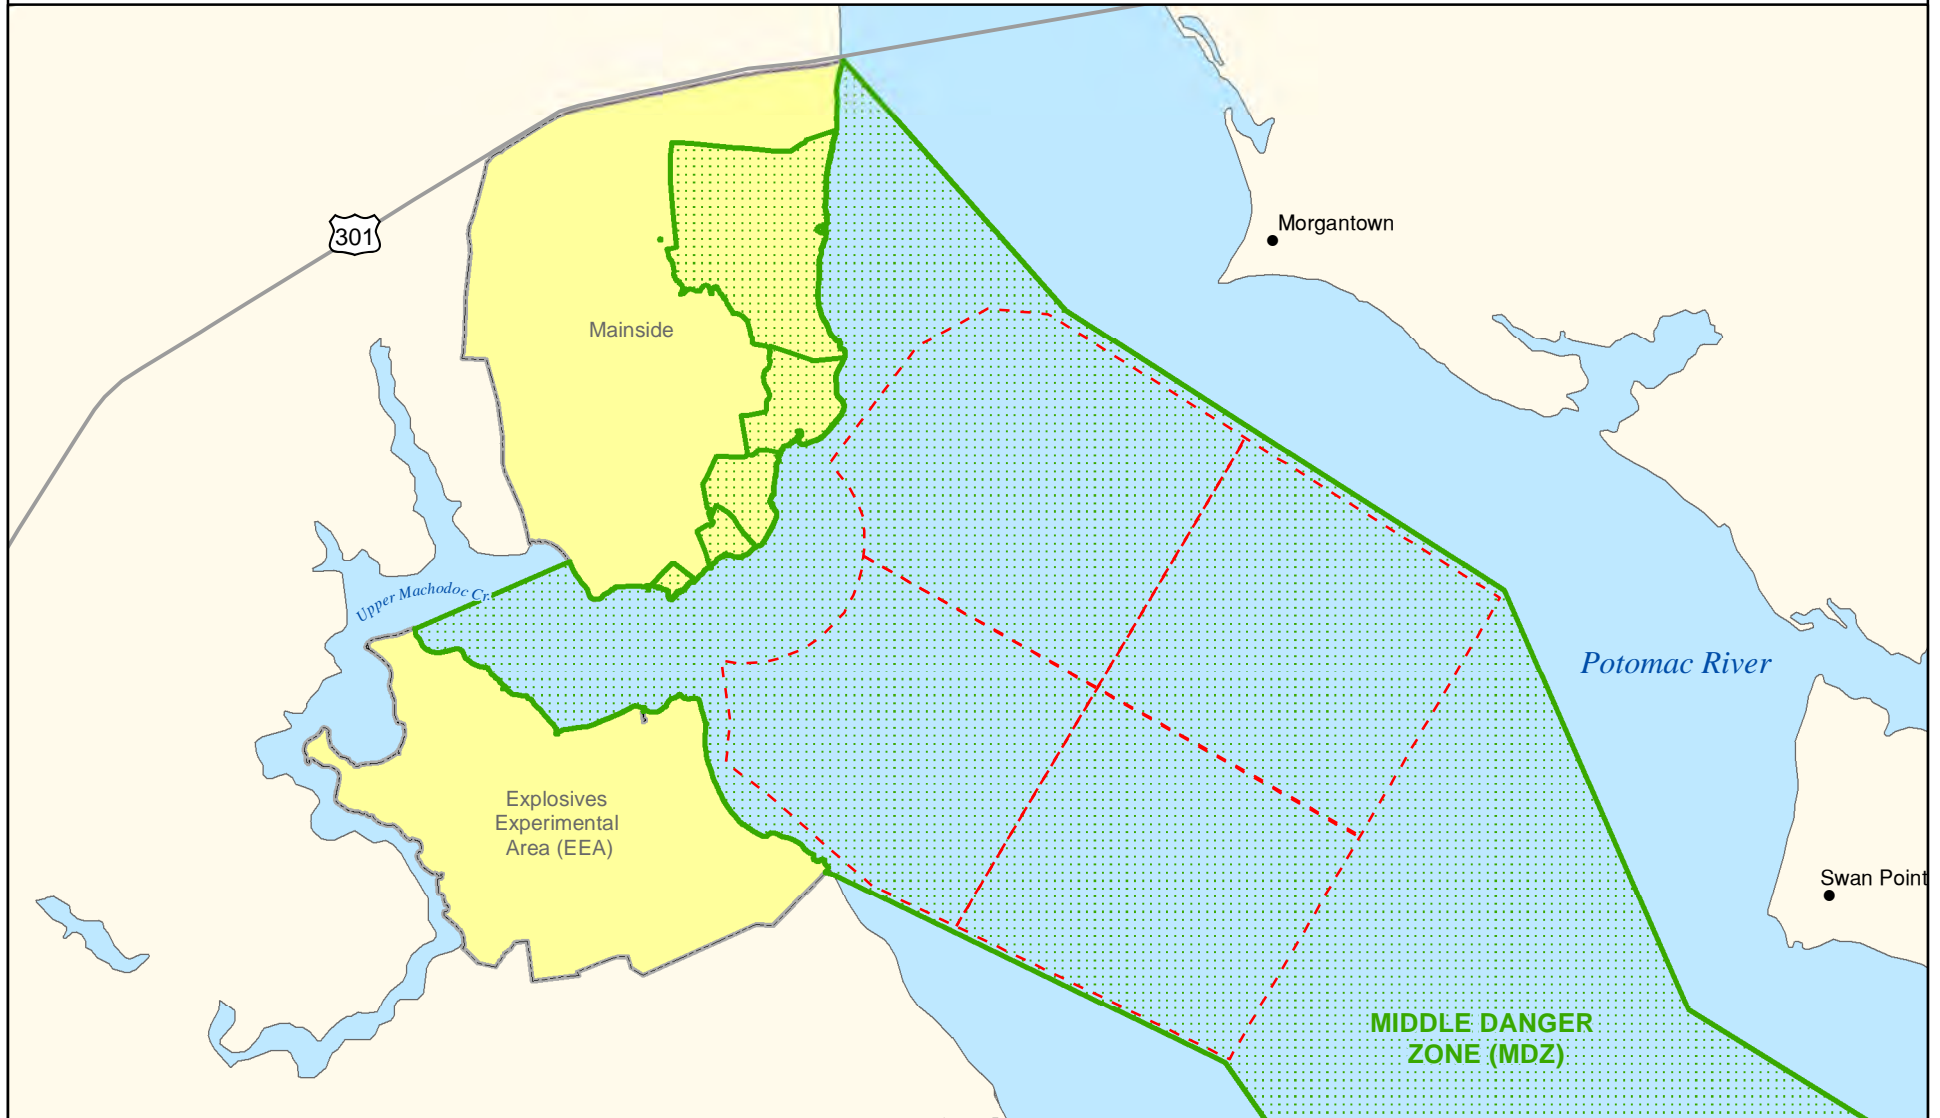 301
Morgantown
Mainside
Upper Machodoc Cr.
Potomac River
Explosives
Experimental
Area (EEA)
Swan Point
MIDDLE DANGER
ZONE (MDZ)